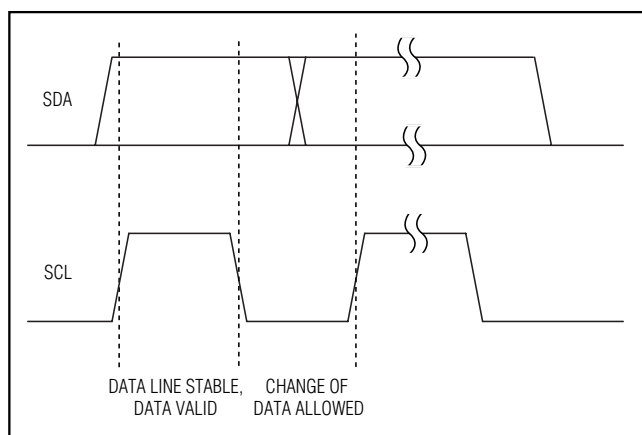 SDA
SCL
DATA LINE STABLE,
DATA VALID
CHANGE OF
DATA ALLOWED